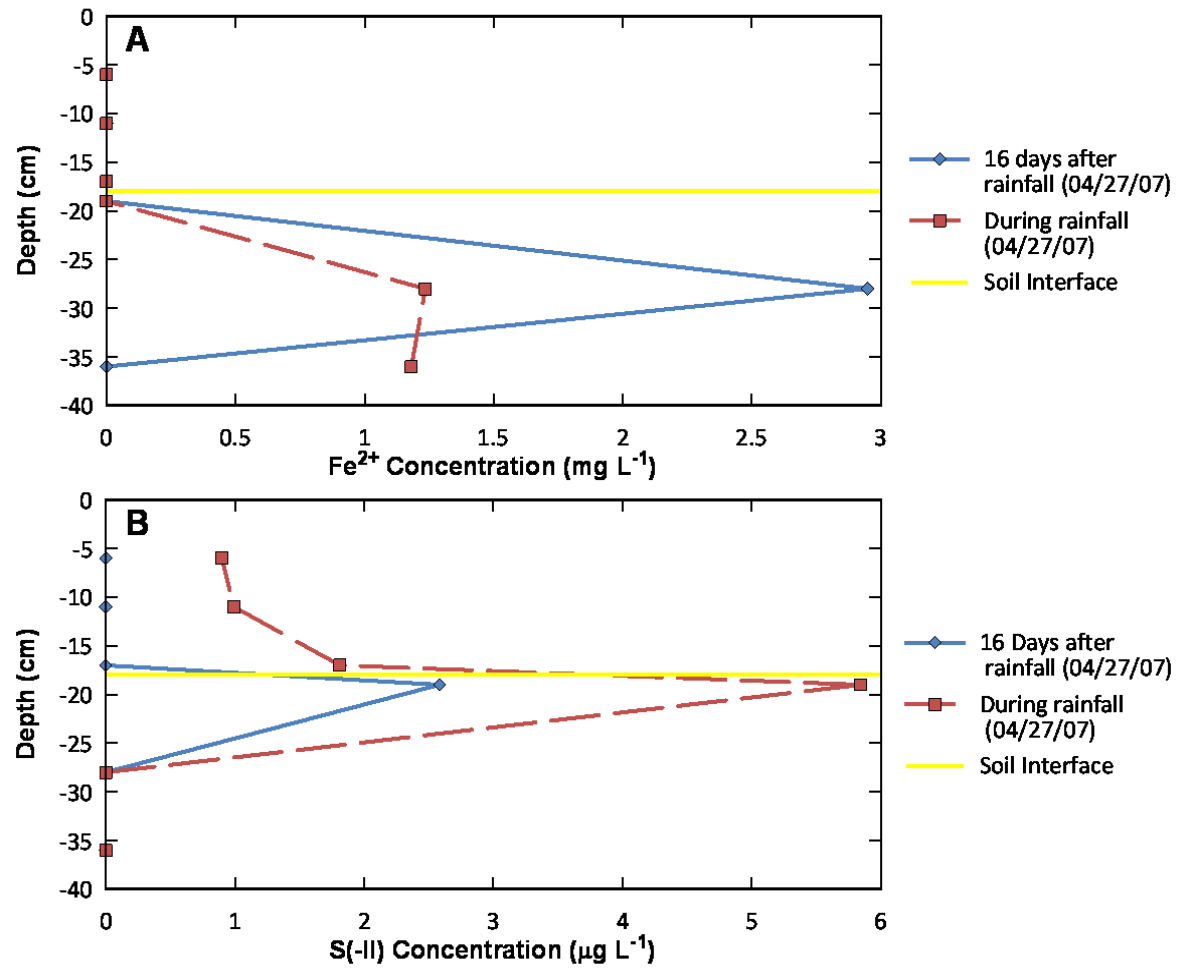 A
0
-5
-10
-15
-20
-25
-30
-35
-40
Depth (cm)
0 0.5 1 1.5 2 2.5 3
Fe²⁺ Concentration (mg L⁻¹)
16 days after
rainfall (04/27/07)
During rainfall
(04/27/07)
Soil Interface
B
0
-5
-10
-15
-20
-25
-30
-35
-40
Depth (cm)
0 1 2 3 4 5 6
S(-II) Concentration (μg L⁻¹)
16 Days after
rainfall (04/27/07)
During rainfall
(04/27/07)
Soil Interface